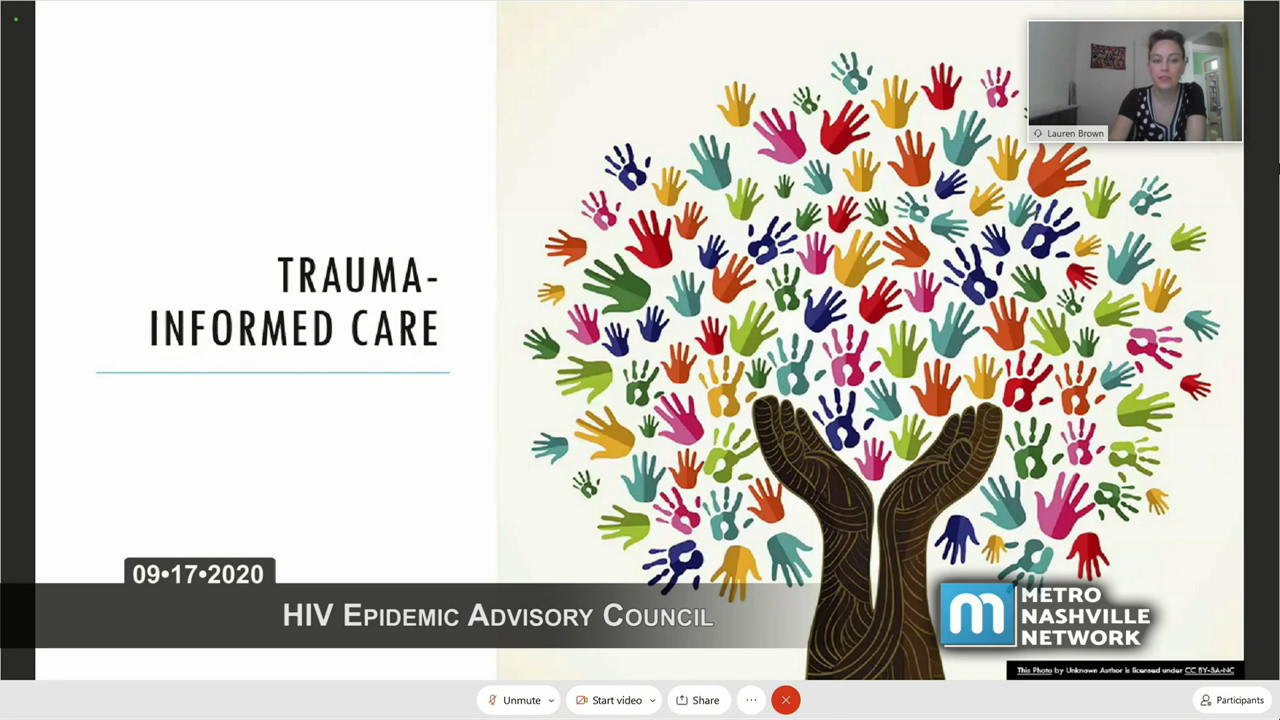 Lauren Brown
TRAUMA-
INFORMED CARE
09•17•2020
HIV EPIDEMIC ADVISORY COUNCIL
m
METRO
NASHVILLE
NETWORK
This Photo by Unknown Author is licensed under CC BY-SA-NC
Unmute
Start video
Share
Participants